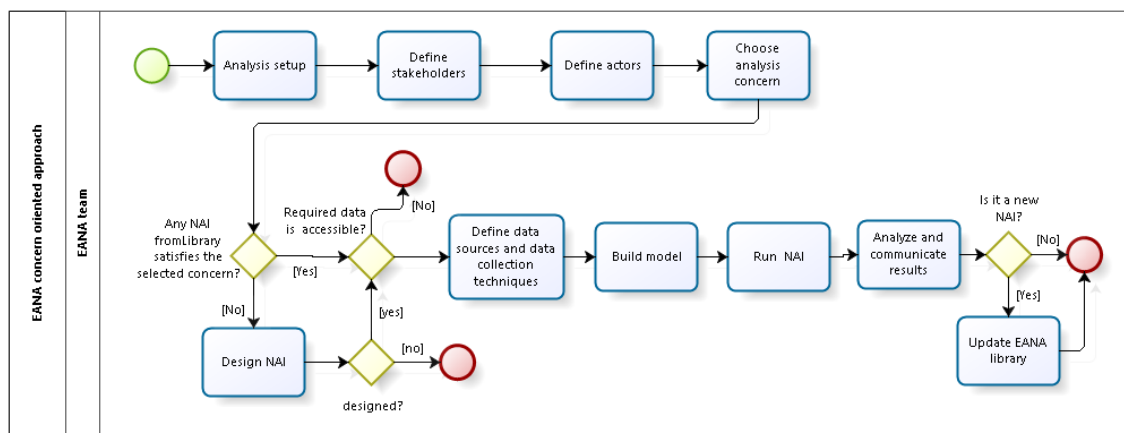 EANA concern oriented approach
EANA team
Analysis setup
Define
stakeholders
Define actors
Choose
analysis
concern
Any NAI
fromLibrary
satisfies the
selected concern?
[Yes]
[No]
Required data
is accessible?
[No]
Define data
sources and data
collection
techniques
Build model
Run NAI
Analyze and
communicate
results
Is it a new
NAI?
[No]
[Yes]
Update EANA
library
Design NAI
[yes]
[no]
designed?